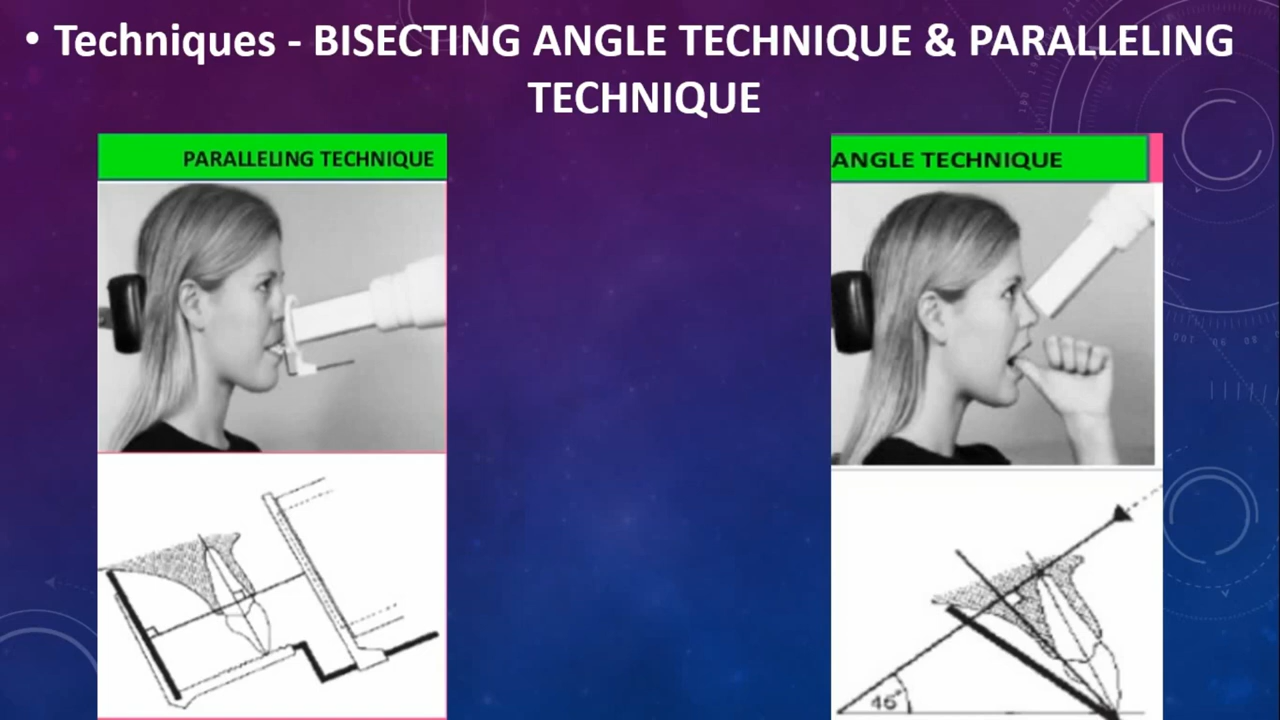 • Techniques - BISECTING ANGLE TECHNIQUE & PARALLELING
TECHNIQUE
PARALLELING TECHNIQUE
ANGLE TECHNIQUE
45°